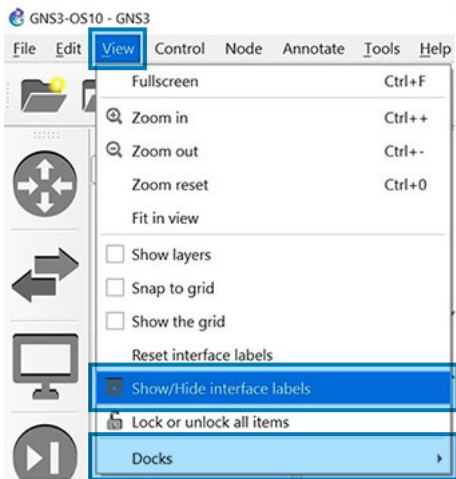 GNS3-OS10 - GNS3
File Edit View Control Node Annotate Tools Help
Fullscreen Ctrl+F
Zoom in Ctrl++
Zoom out Ctrl+-
Zoom reset Ctrl+0
Fit in view
Show layers
Snap to grid
Show the grid
Reset interface labels
Show/Hide interface labels
Lock or unlock all items
Docks